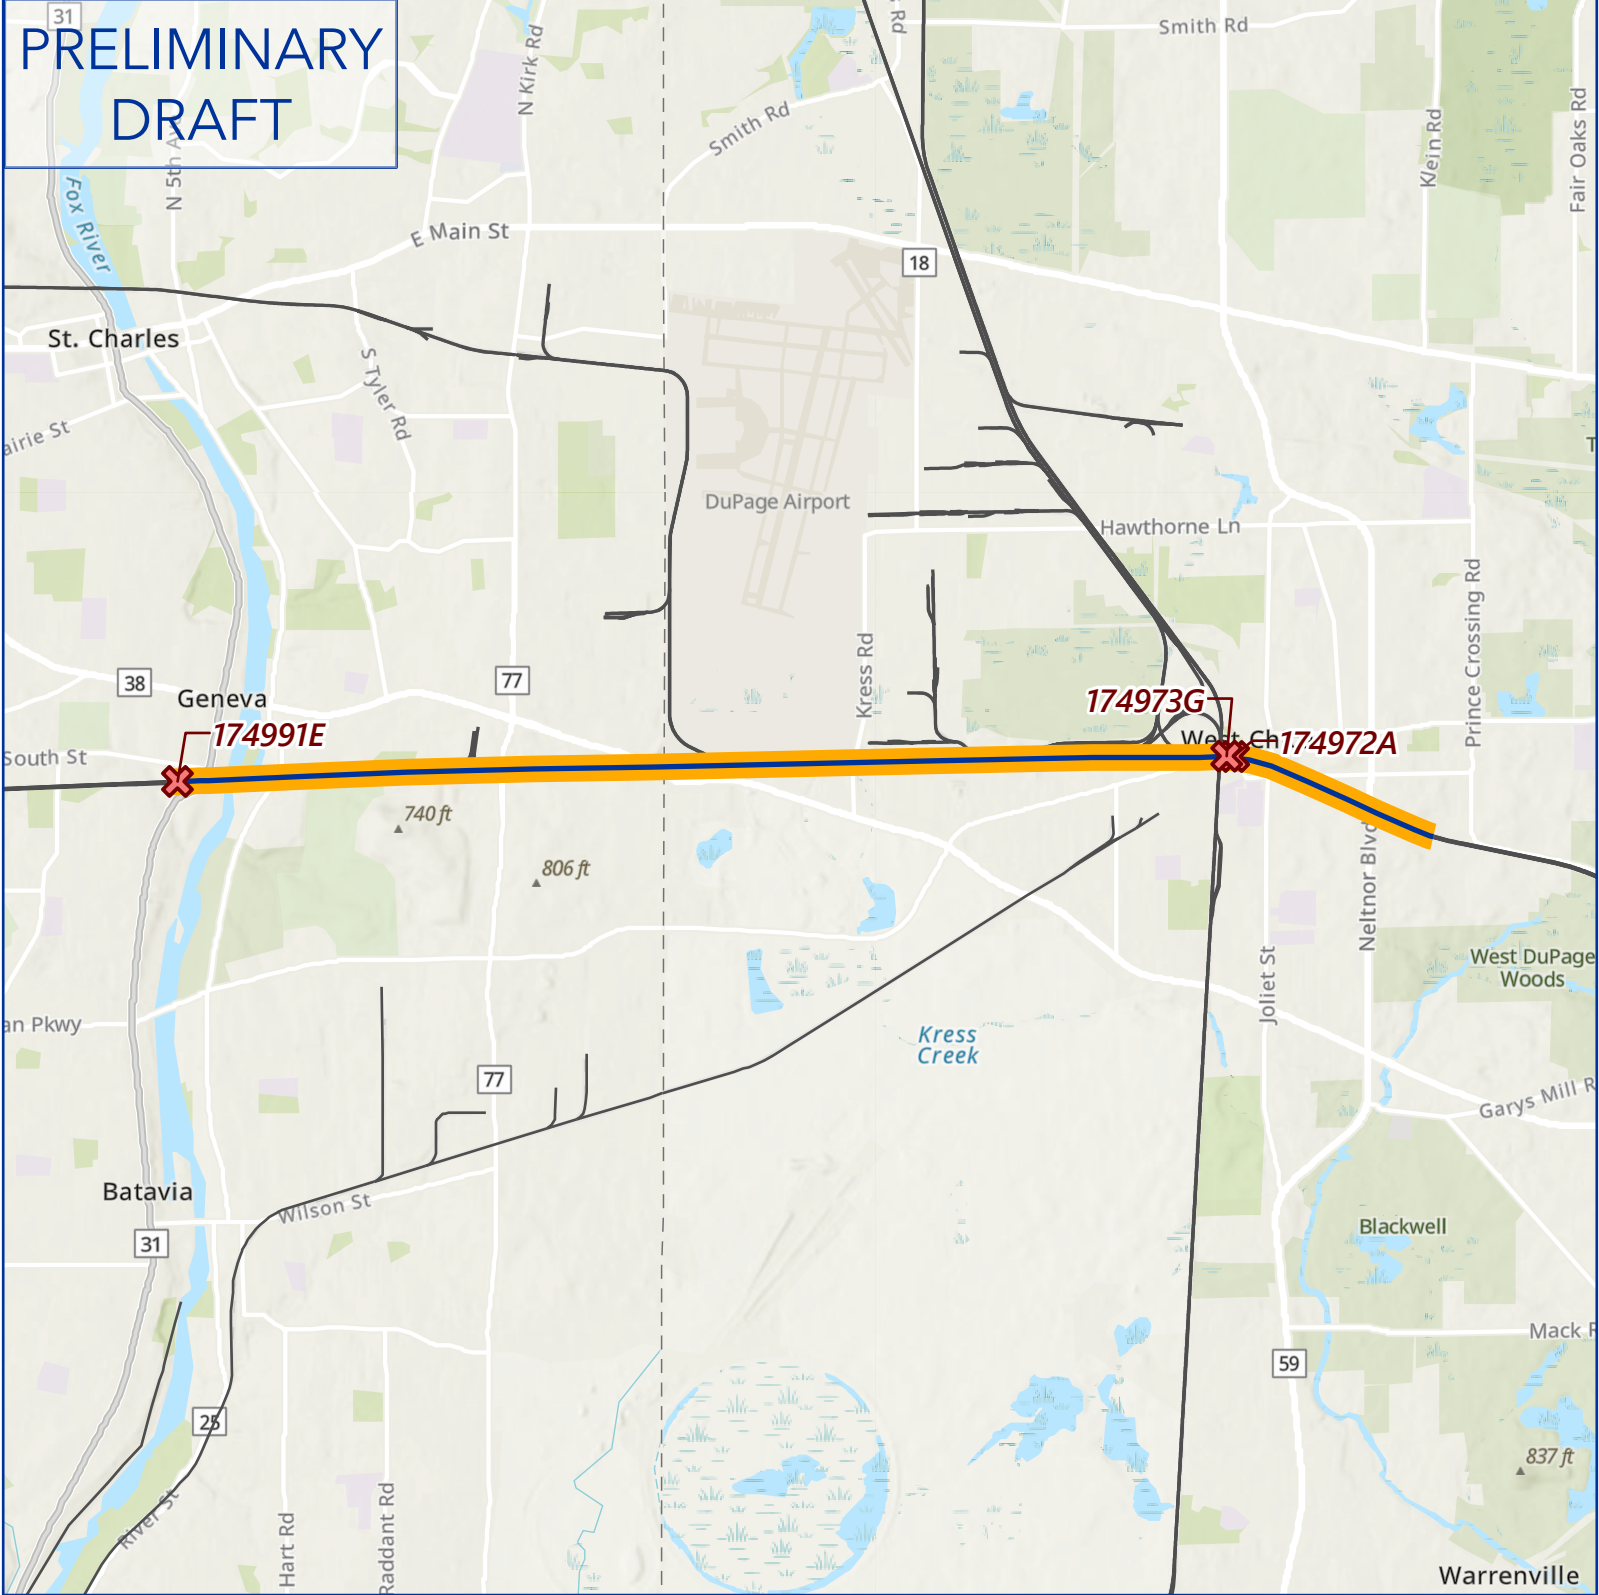 PRELIMINARY
DRAFT
31
N 5th Av
N Kirk Rd
Rd
Smith Rd
Smith Rd
Klein Rd
Fair Oaks Rd
Fox River
E Main St
18
St. Charles
S Tyler Rd
airie St
DuPage Airport
Hawthorne Ln
Prince Crossing Rd
Kress Rd
38
77
Geneva
174991E
South St
174973G
West Ch
174972A
740 ft
806 ft
Neltnor Blvd
West DuPage
Woods
Joliet St
an Pkwy
Kress
Creek
77
Garys Mill R
Batavia
Wilson St
31
Blackwell
Mack R
59
25
837 ft
River St
Hart Rd
Raddant Rd
Warrenville